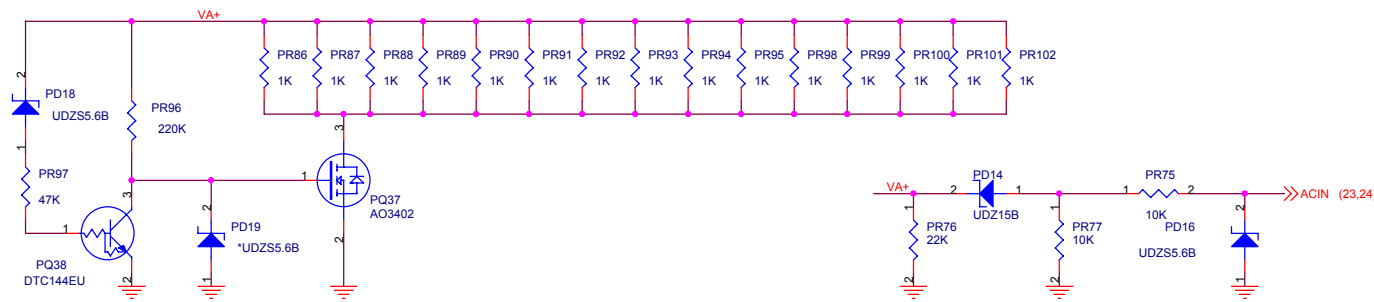 VA+
PR86 PR87 PR88 PR89 PR90 PR91 PR92 PR93 PR94 PR95 PR98 PR99 PR100 PR101 PR102
1K 1K 1K 1K 1K 1K 1K 1K 1K 1K 1K 1K 1K 1K 1K
2
PD18
UDZS5.6B
1
PR96
220K
PR97
47K
3
1
PQ38
DTC144EU
2
2
PD19
*UDZS5.6B
1
3
1
PQ37
AO3402
2
VA+
1
PR76
22K
2
2
PD14
1
UDZ15B
1
PR77
10K
2
1
PR75
2
10K
2
PD16
UDZS5.6B
1
ACIN (23,24)